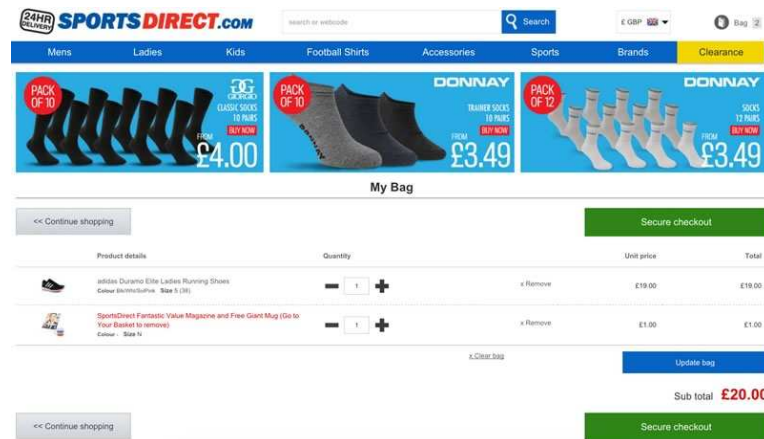 24HR DELIVERY SPORTSDIRECT.COM
search or webcode
Search
£ GBP
Bag 2
Mens Ladies Kids Football Shirts Accessories Sports Brands Clearance
PACK OF 10
GIORGIO
CLASSIC SOCKS
10 PAIRS
BUY NOW
FROM
£4.00
PACK OF 10
DONNAY
TRAINER SOCKS
10 PAIRS
BUY NOW
FROM
£3.49
DONNAY
PACK OF 12
DONNAY
SOCKS
12 PAIRS
BUY NOW
FROM
£3.49
My Bag
<< Continue shopping
Secure checkout
Product details Quantity Unit price Total
adidas Duramo Elite Ladies Running Shoes
Colour Blk/Wht/SolPink Size 5 (38)
1
x Remove
£19.00 £19.00
SportsDirect Fantastic Value Magazine and Free Giant Mug (Go to
Your Basket to remove)
Colour - Size N
1
x Remove
£1.00 £1.00
x Clear bag
Update bag
Sub total £20.00
<< Continue shopping
Secure checkout